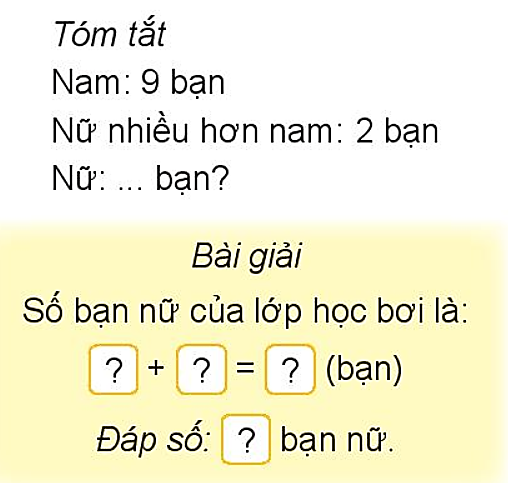 Tóm tắt
Nam: 9 bạn
Nữ nhiều hơn nam: 2 bạn
Nữ: ... bạn?
Bài giải
Số bạn nữ của lớp học bơi là:
? + ? = ? (bạn)
Đáp số: ? bạn nữ.